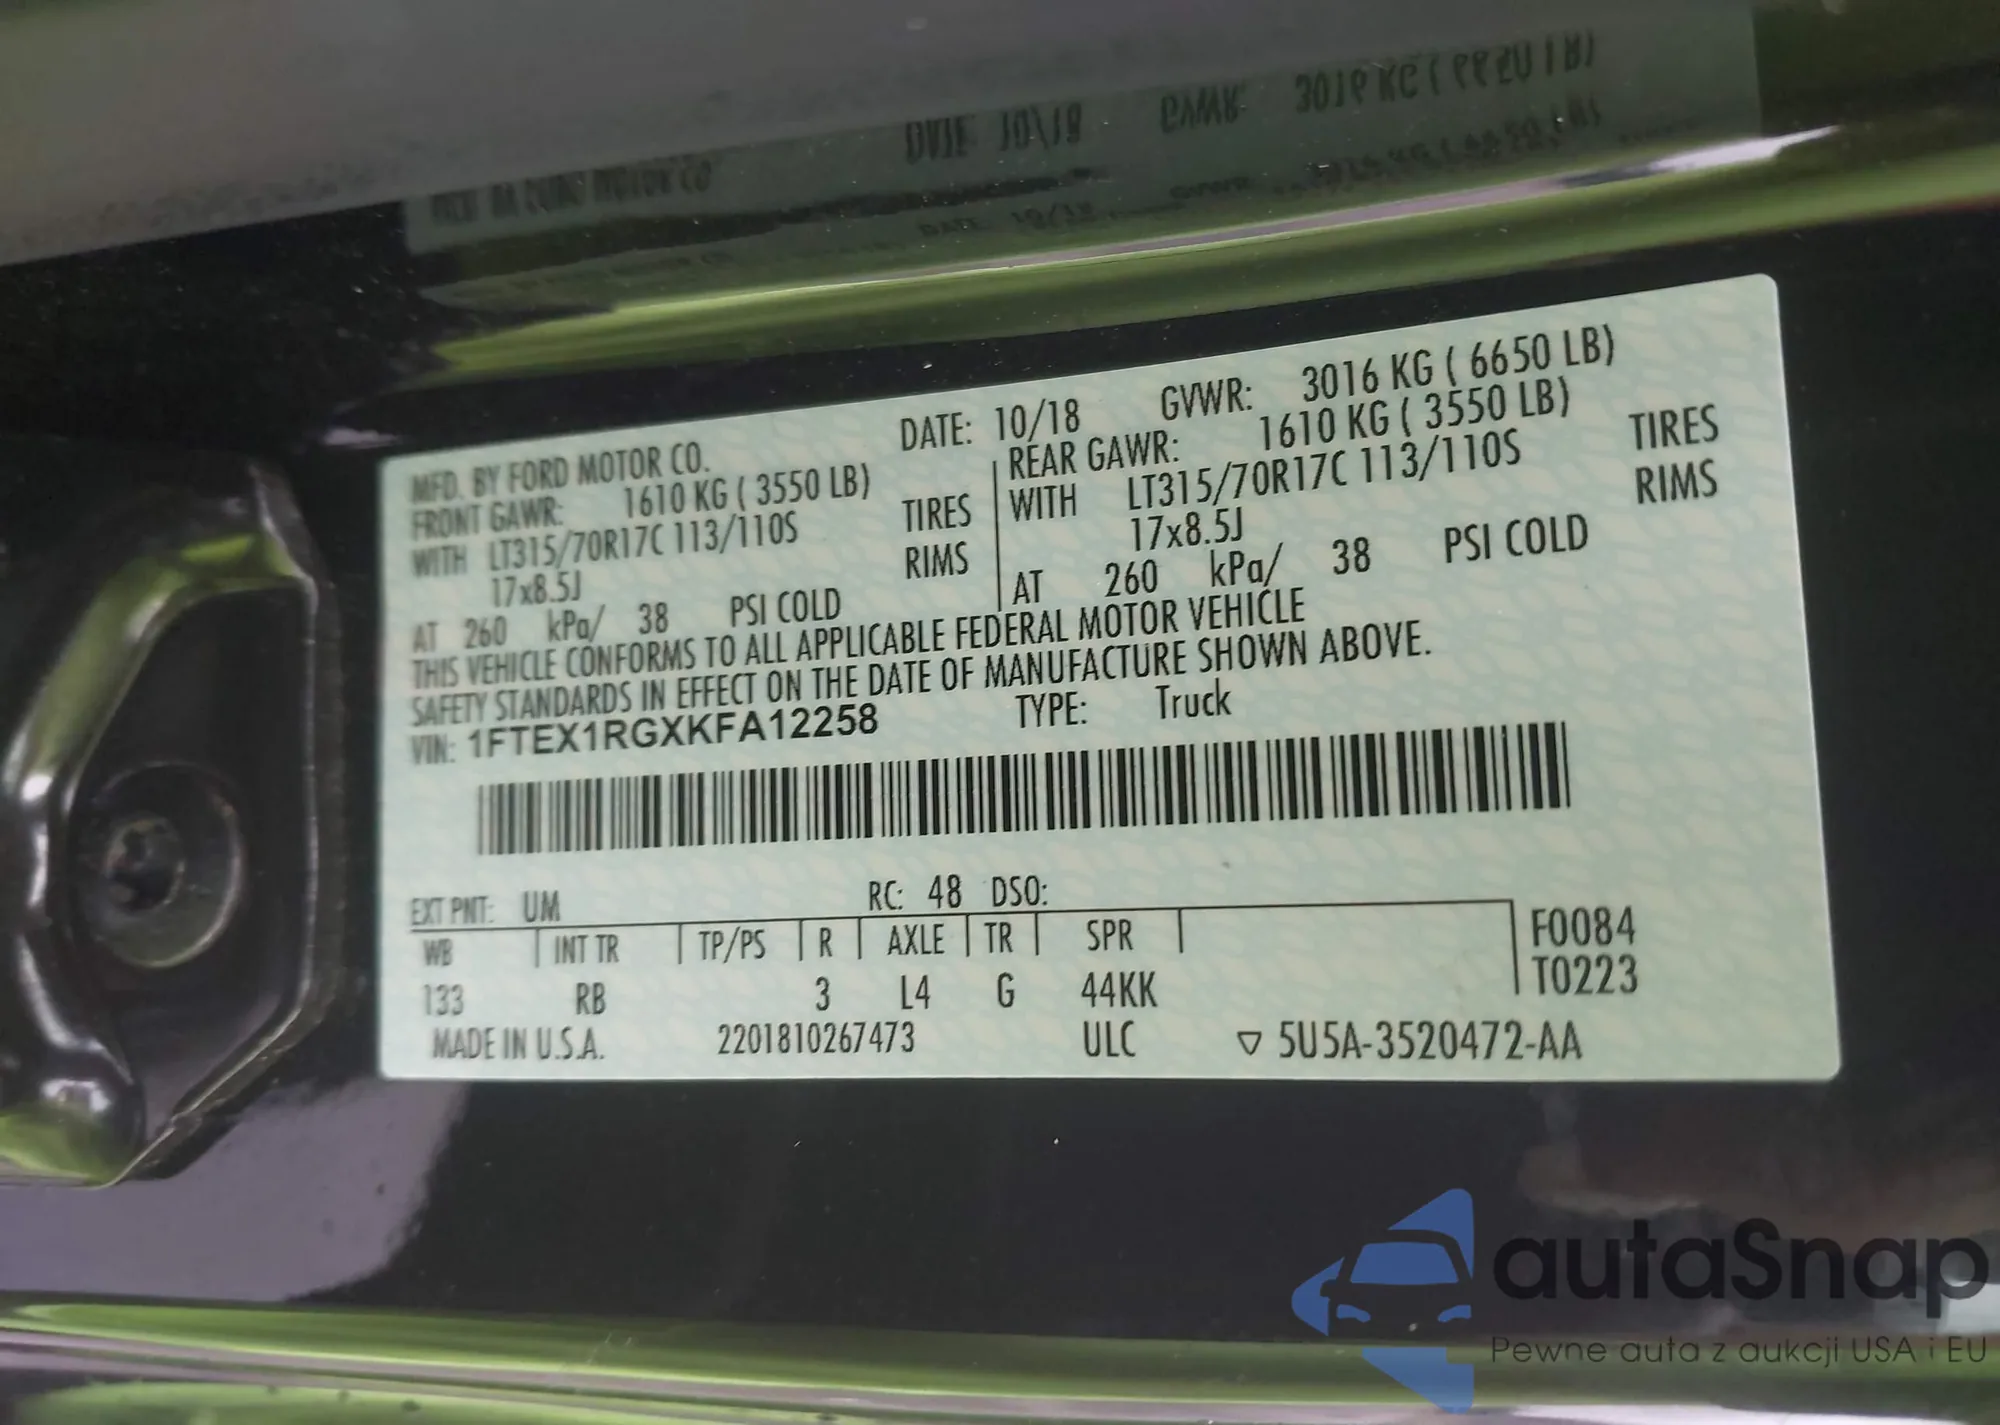 MFD. BY FORD MOTOR CO. DATE: 10/18 GVWR: 3016 KG ( 6650 LB)
FRONT GAWR: 1610 KG ( 3550 LB) REAR GAWR: 1610 KG ( 3550 LB)
WITH LT315/70R17C 113/110S TIRES WITH LT315/70R17C 113/110S TIRES
17x8.5J RIMS 17x8.5J RIMS
AT 260 kPa/ 38 PSI COLD AT 260 kPa/ 38 PSI COLD
THIS VEHICLE CONFORMS TO ALL APPLICABLE FEDERAL MOTOR VEHICLE
SAFETY STANDARDS IN EFFECT ON THE DATE OF MANUFACTURE SHOWN ABOVE.
VIN: 1FTEX1RGXKFA12258 TYPE: Truck
EXT PNT: UM RC: 48 DSO:
WB INT TR TP/PS R AXLE TR SPR F0084
133 RB 3 L4 G 44KK T0223
MADE IN U.S.A. 2201810267473 ULC ▽ 5U5A-3520472-AA
autaSnap
Pewne auta z aukcji USA i EU